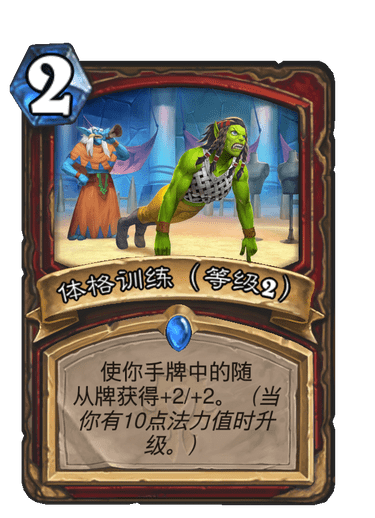 2
体格训练（等级2）
使你手牌中的随
从牌获得+2/+2。（当
你有10点法力值时升
级。）